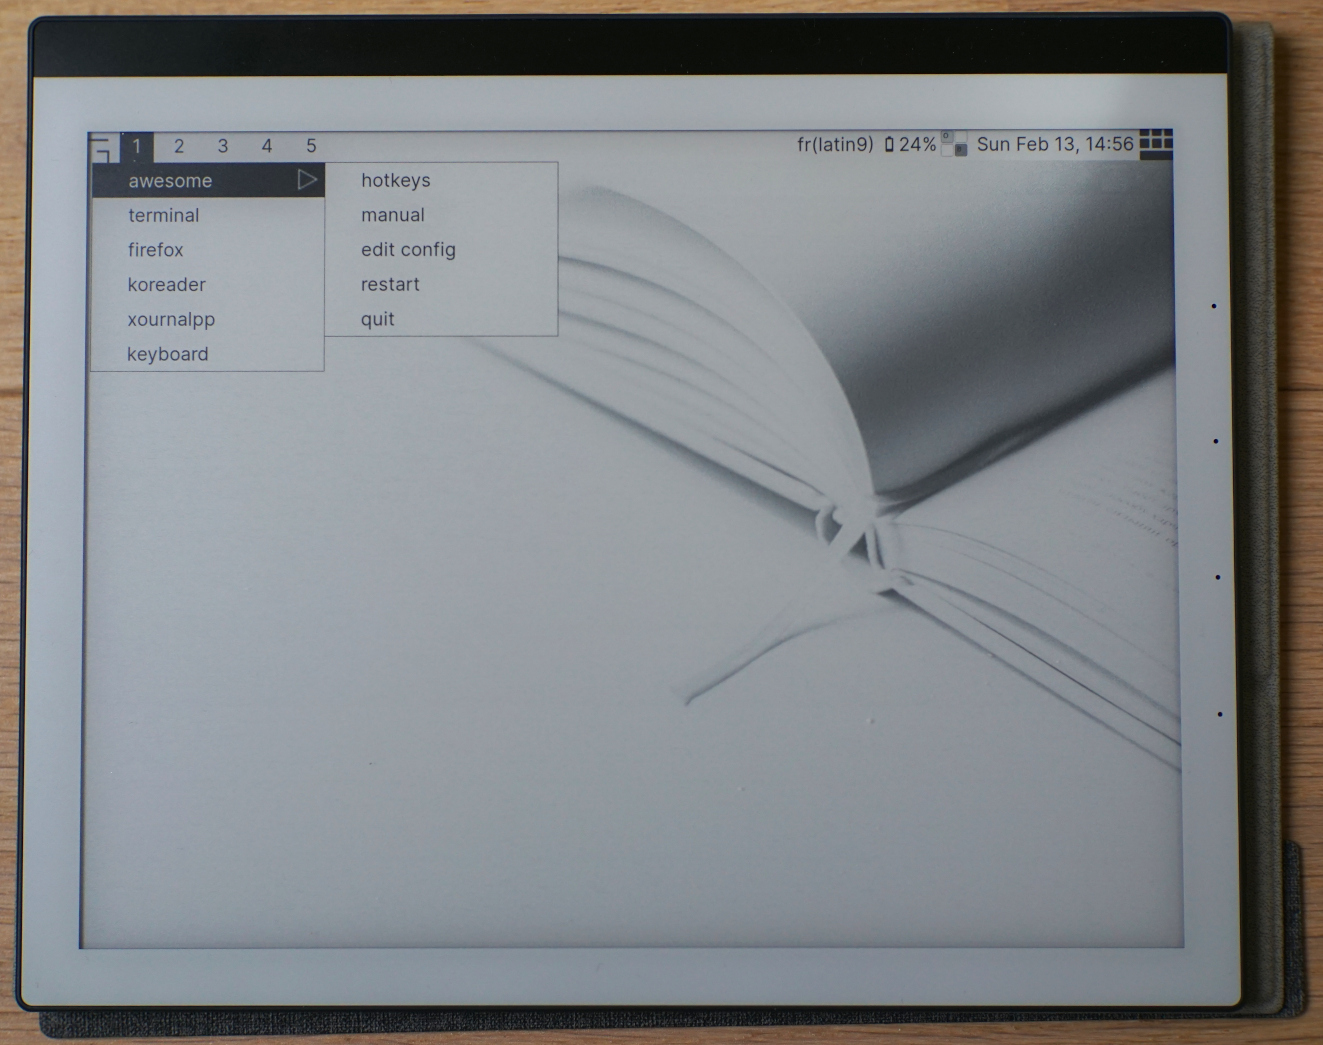 1 2 3 4 5 fr(latin9) 24% Sun Feb 13, 14:56
awesome
terminal
firefox
koreader
xournalpp
keyboard
hotkeys
manual
edit config
restart
quit